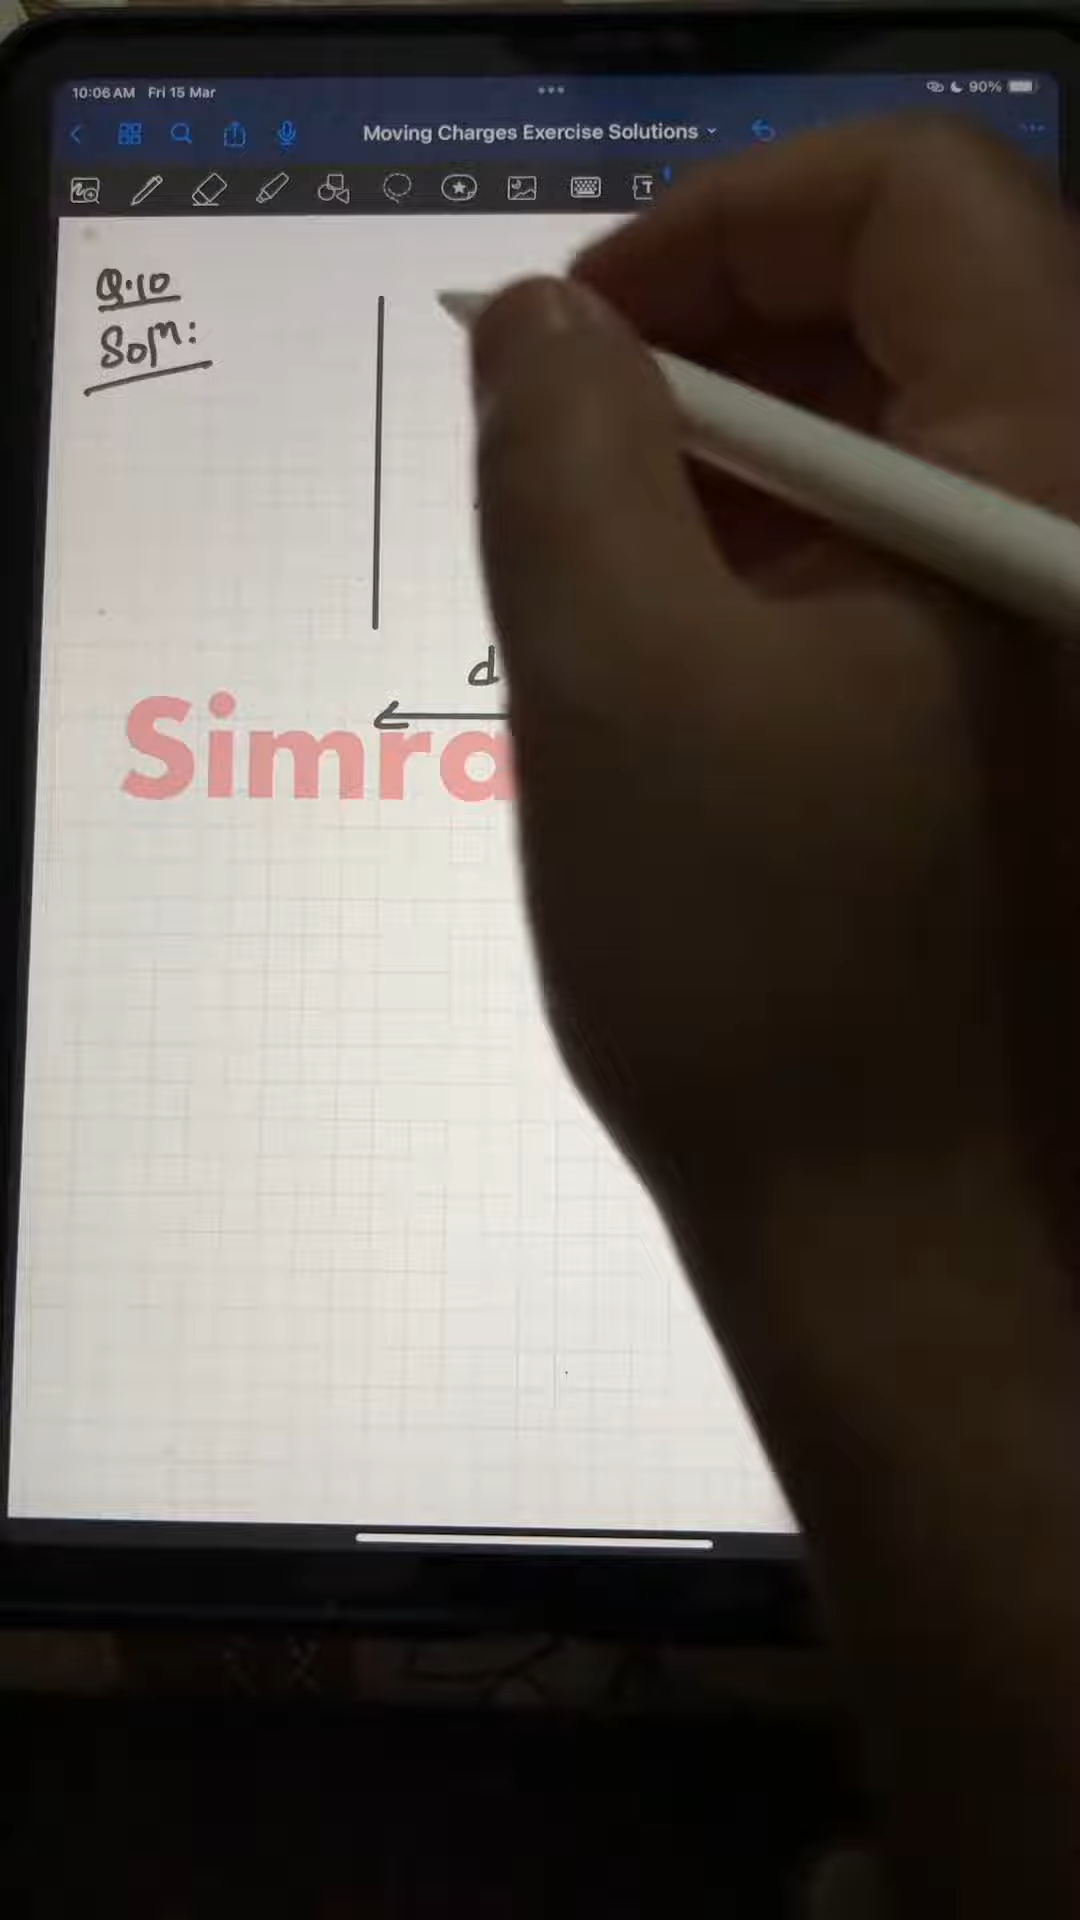 10:06 AM Fri 15 Mar
90%
Moving Charges Exercise Solutions
T
Q.10
Soln:
d
Simra